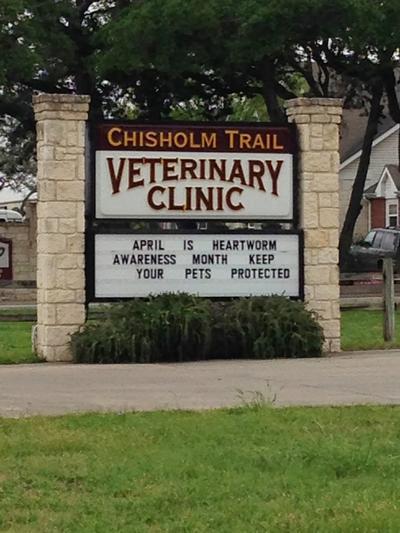 CHISHOLM TRAIL
VETERINARY
CLINIC
APRIL IS HEARTWORM
AWARENESS MONTH KEEP
YOUR PETS PROTECTED